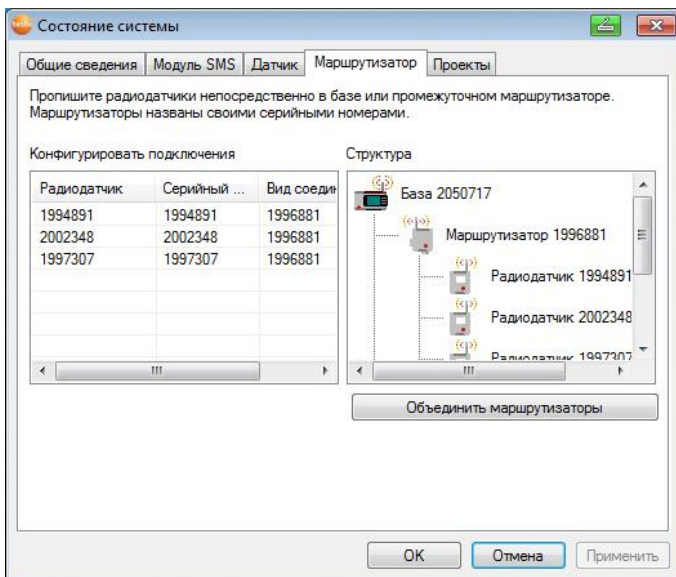 Состояние системы
Общие сведения Модуль SMS Датчик Маршрутизатор Проекты
Пропишите радиодатчики непосредственно в базе или промежуточном маршрутизаторе.
Маршрутизаторы названы своими серийными номерами.
Конфигурировать подключения
Радиодатчик Серийный ... Вид соедин
1994891 1994891 1996881
2002348 2002348 1996881
1997307 1997307 1996881
Структура
База 2050717
Маршрутизатор 1996881
Радиодатчик 1994891
Радиодатчик 2002348
Радиодатчик 1997307
Объединить маршрутизаторы
OK Отмена Применить